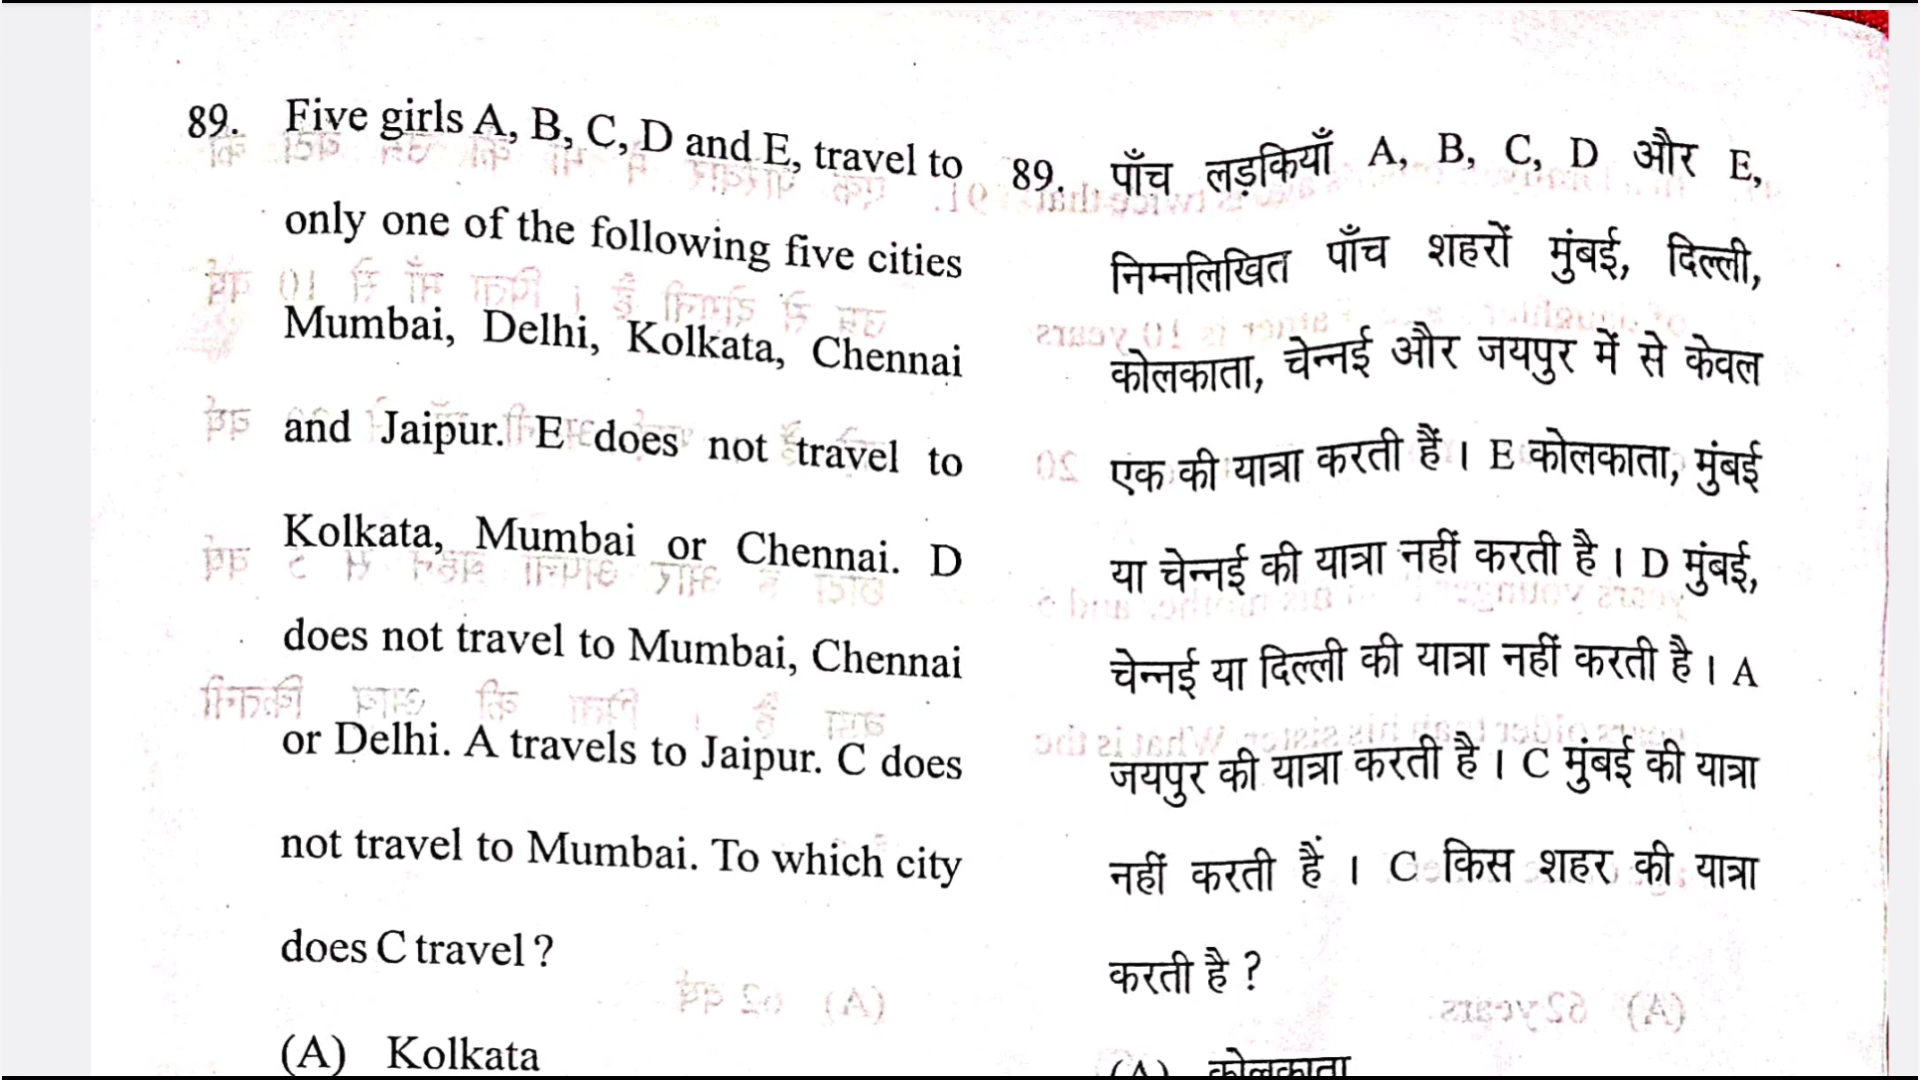 89. Five girls A, B, C, D and E, travel to
only one of the following five cities
Mumbai, Delhi, Kolkata, Chennai
and Jaipur. E does not travel to
Kolkata, Mumbai or Chennai. D
does not travel to Mumbai, Chennai
or Delhi. A travels to Jaipur. C does
not travel to Mumbai. To which city
does C travel ?
(A) Kolkata
89. पाँच लड़कियाँ A, B, C, D और E,
निम्नलिखित पाँच शहरों मुंबई, दिल्ली,
कोलकाता, चेन्नई और जयपुर में से केवल
एक की यात्रा करती हैं । E कोलकाता, मुंबई
या चेन्नई की यात्रा नहीं करती है । D मुंबई,
चेन्नई या दिल्ली की यात्रा नहीं करती है । A
जयपुर की यात्रा करती है । C मुंबई की यात्रा
नहीं करती हैं । C किस शहर की यात्रा
करती है ?
(A) कोलकाता